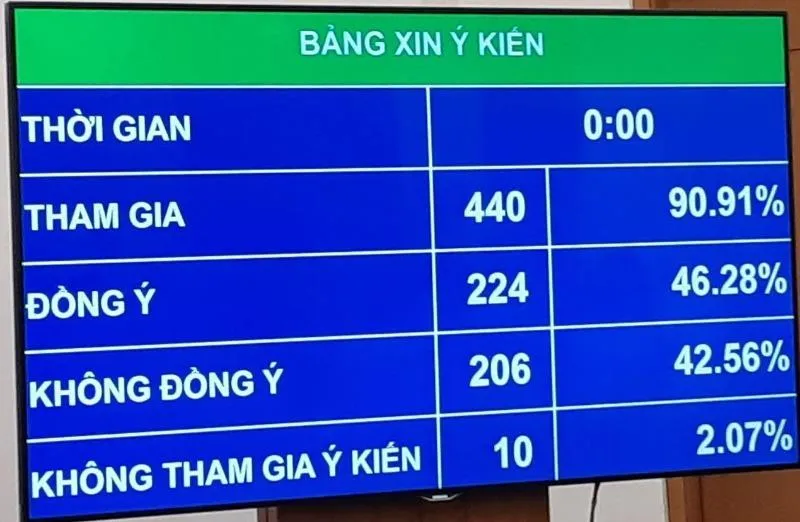 BẢNG XIN Ý KIẾN
THỜI GIAN 0:00
THAM GIA 440 90.91%
ĐỒNG Ý 224 46.28%
KHÔNG ĐỒNG Ý 206 42.56%
KHÔNG THAM GIA Ý KIẾN 10 2.07%